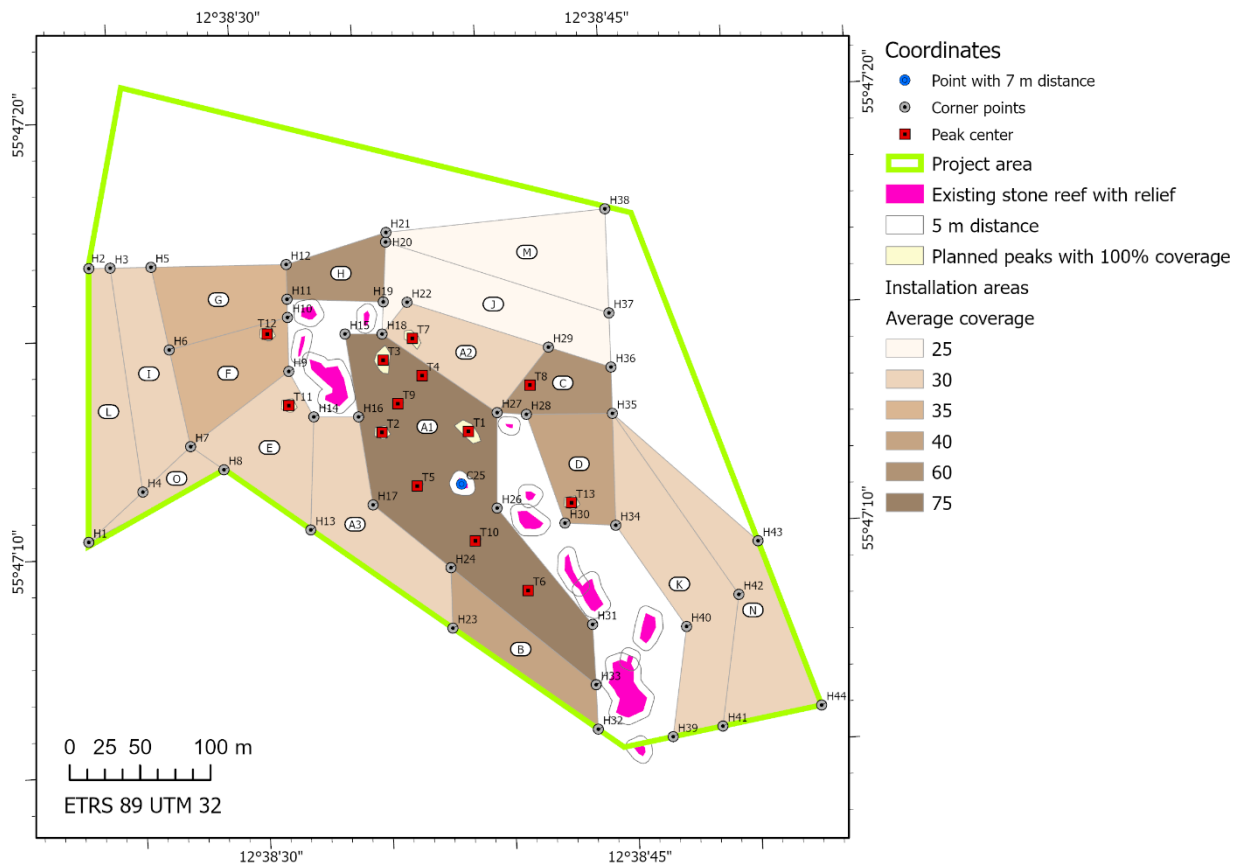 12°38'30"
12°38'45"
55°47'20"
55°47'20"
Coordinates
Point with 7 m distance
Corner points
Peak center
Project area
Existing stone reef with relief
5 m distance
Planned peaks with 100% coverage
Installation areas
Average coverage
25
30
35
40
60
75
H38
H21
H20
M
H2
H3
H5
H12
H
H11
H19
H22
J
H37
G
H10
T12
H15
H18
T7
H6
T3
A2
H29
H36
I
F
H9
T4
T8
C
L
T11
T9
H14
H16
H27
H28
H35
T2
A1
T1
H7
E
D
O
H8
H4
T5
C25
T13
H17
H26
H30
H34
H1
H13
A3
T10
H43
55°47'10"
55°47'10"
H24
T6
K
H42
N
H23
H31
H40
B
H33
H44
H32
H39
H41
0 25 50 100 m
ETRS 89 UTM 32
12°38'30"
12°38'45"